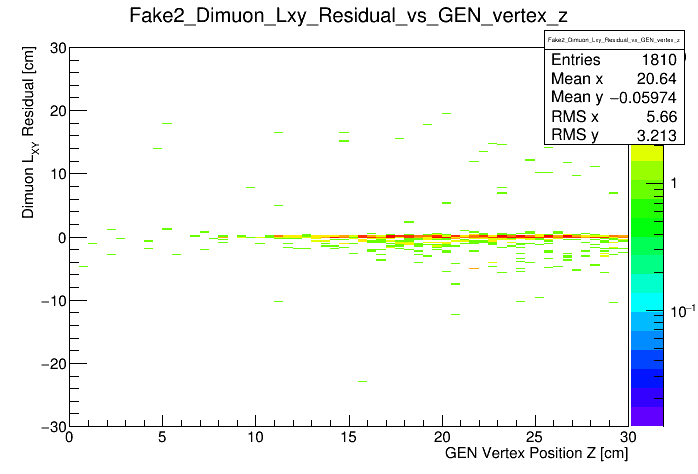 Fake2_Dimuon_Lxy_Residual_vs_GEN_vertex_z
Fake2_Dimuon_Lxy_Residual_vs_GEN_vertex_z
Entries 1810
Mean x 20.64
Mean y −0.05974
RMS x 5.66
RMS y 3.213
Dimuon LXY Residual [cm]
30
20
10
0
−10
−20
−30
0 5 10 15 20 25 30
GEN Vertex Position Z [cm]
1
10−1